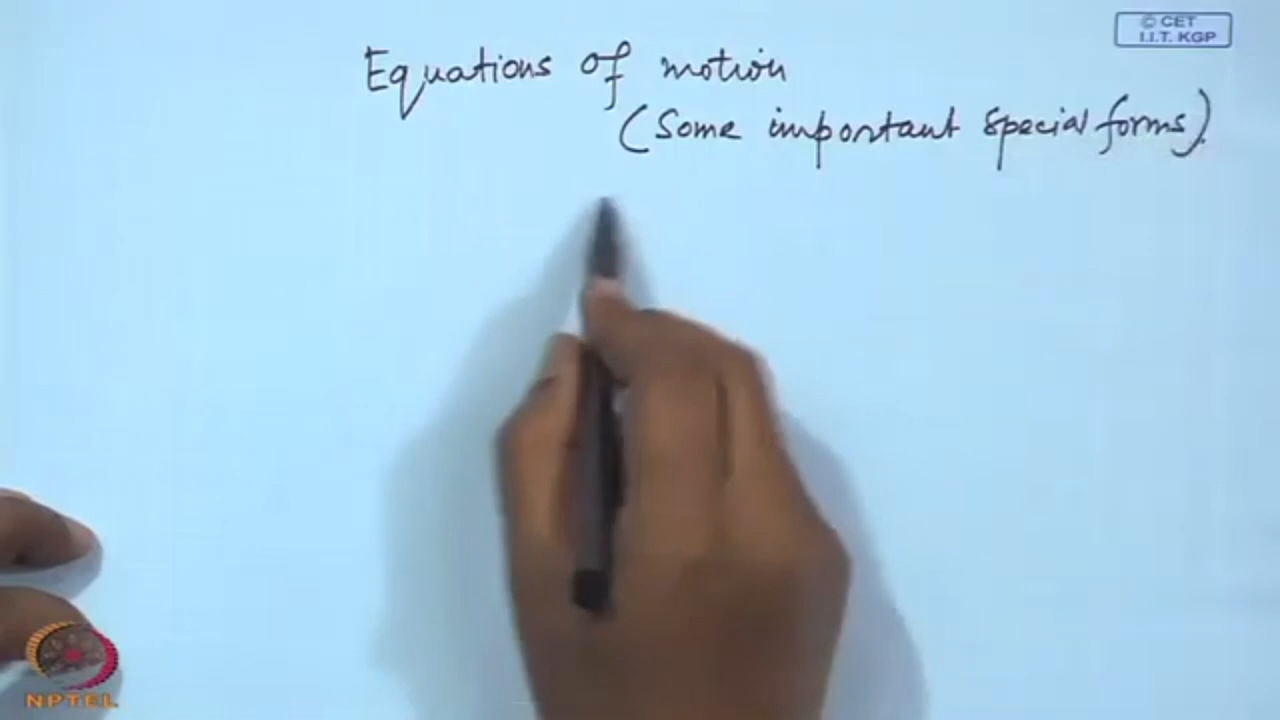 © CET
I.I.T. KGP
Equations of motion
(Some important special forms).
NPTEL